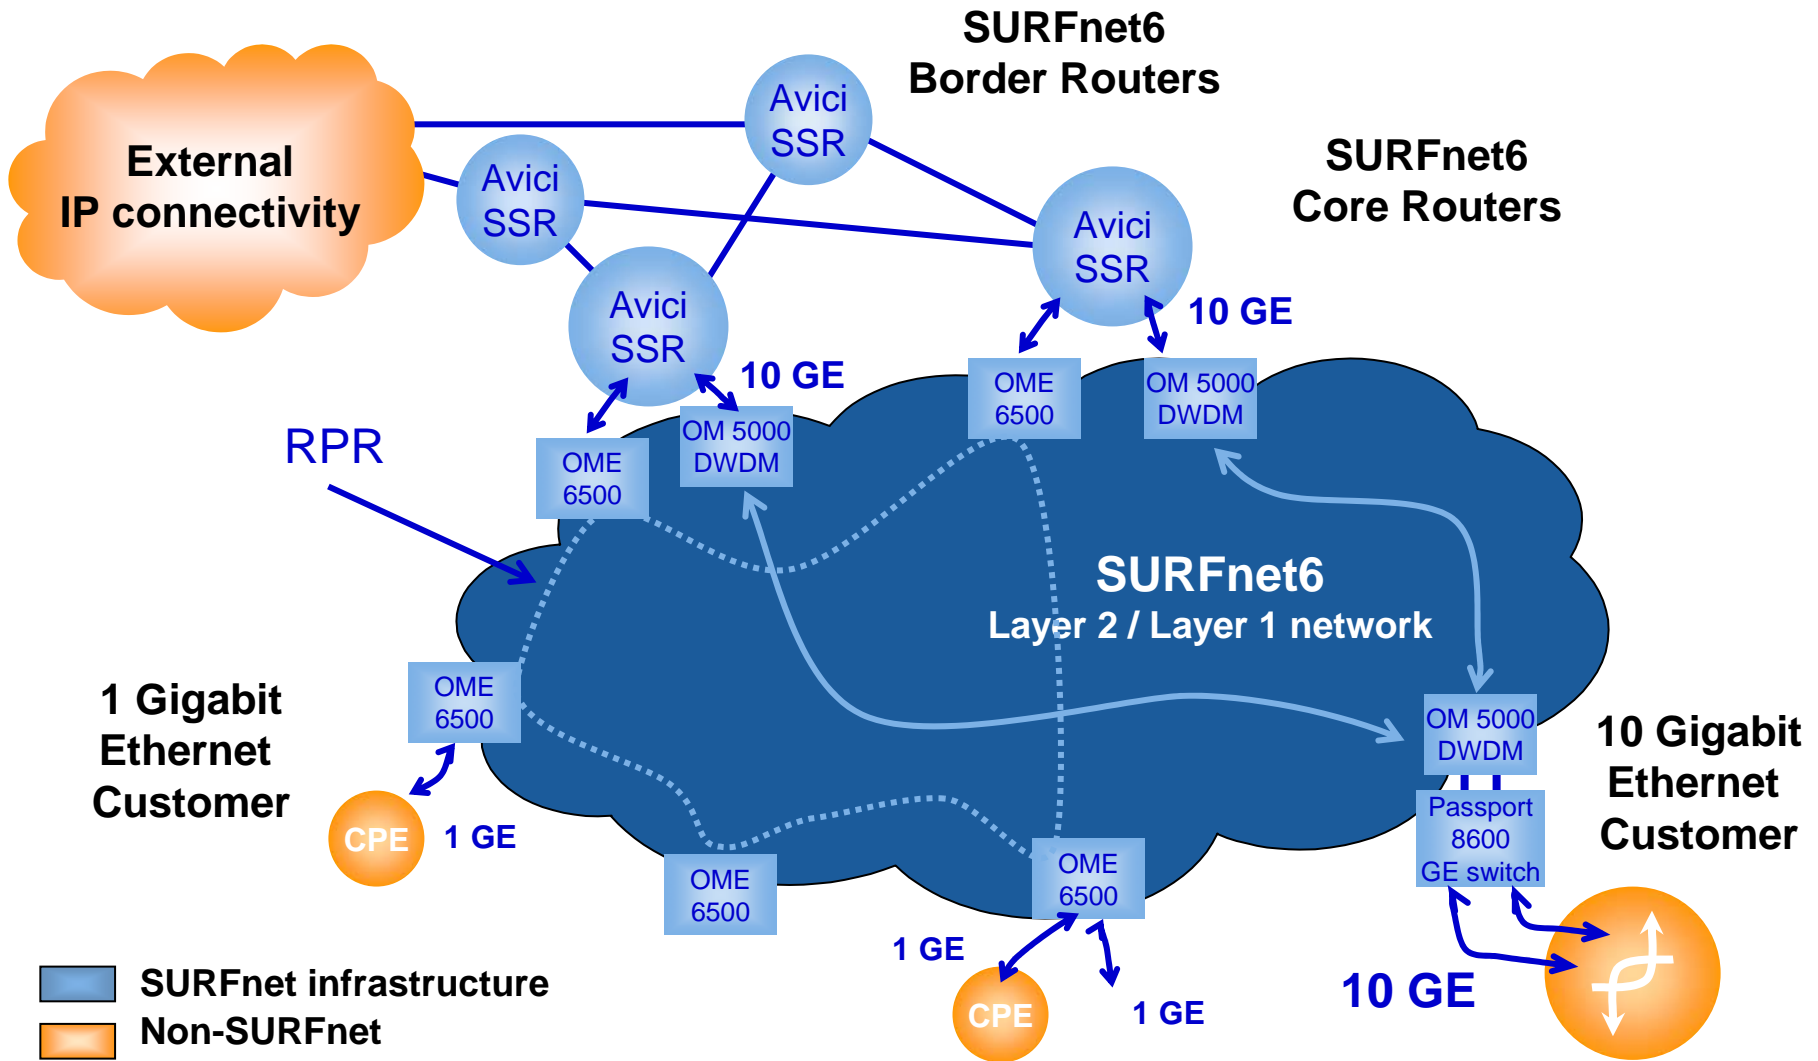 SURFnet6
Border Routers
Avici
SSR
SURFnet6
Core Routers
External
IP connectivity
Avici
SSR
Avici
SSR
Avici
SSR
10 GE
10 GE
OME
6500
OM 5000
DWDM
OM 5000
DWDM
RPR
OME
6500
SURFnet6
Layer 2 / Layer 1 network
1 Gigabit
Ethernet
Customer
OME
6500
OM 5000
DWDM
10 Gigabit
Ethernet
Customer
CPE
1 GE
Passport
8600
GE switch
OME
6500
OME
6500
1 GE
CPE
1 GE
10 GE
SURFnet infrastructure
Non-SURFnet